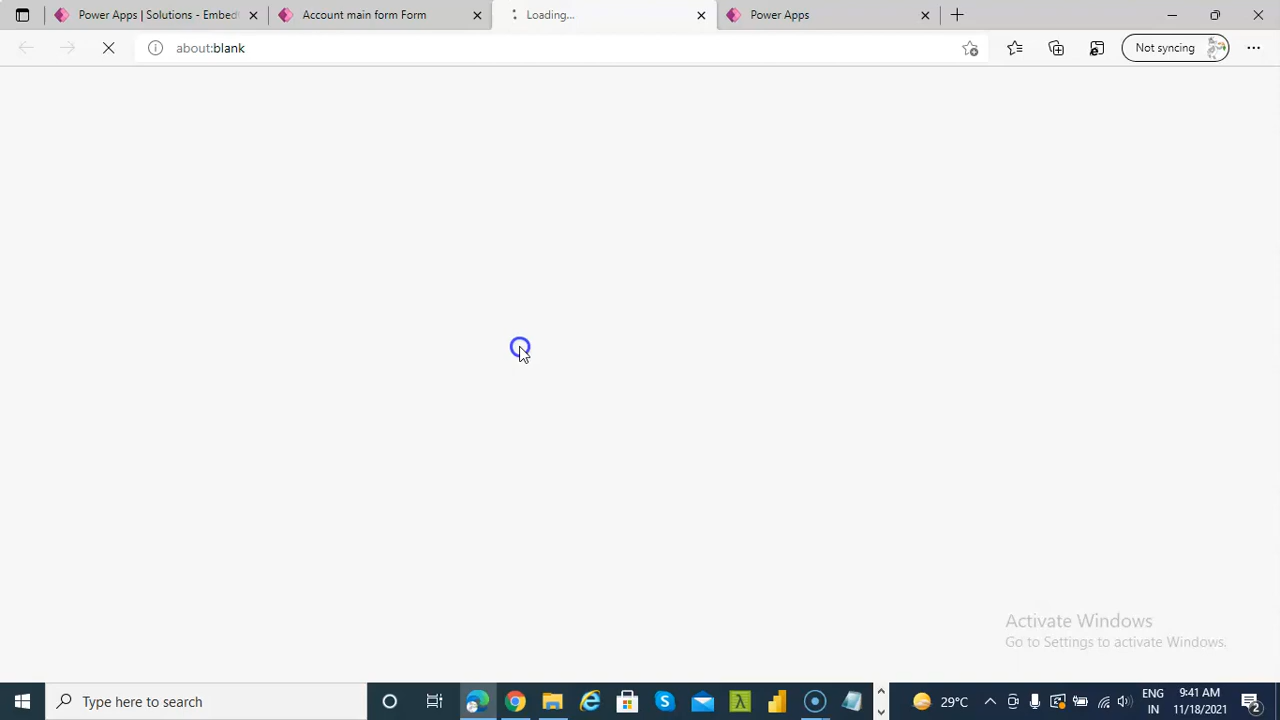 Power Apps | Solutions - Embed
Account main form Form
Loading...
Power Apps
about:blank
Not syncing
Activate Windows
Go to Settings to activate Windows.
Type here to search
29°C
ENG
IN
9:41 AM
11/18/2021
2